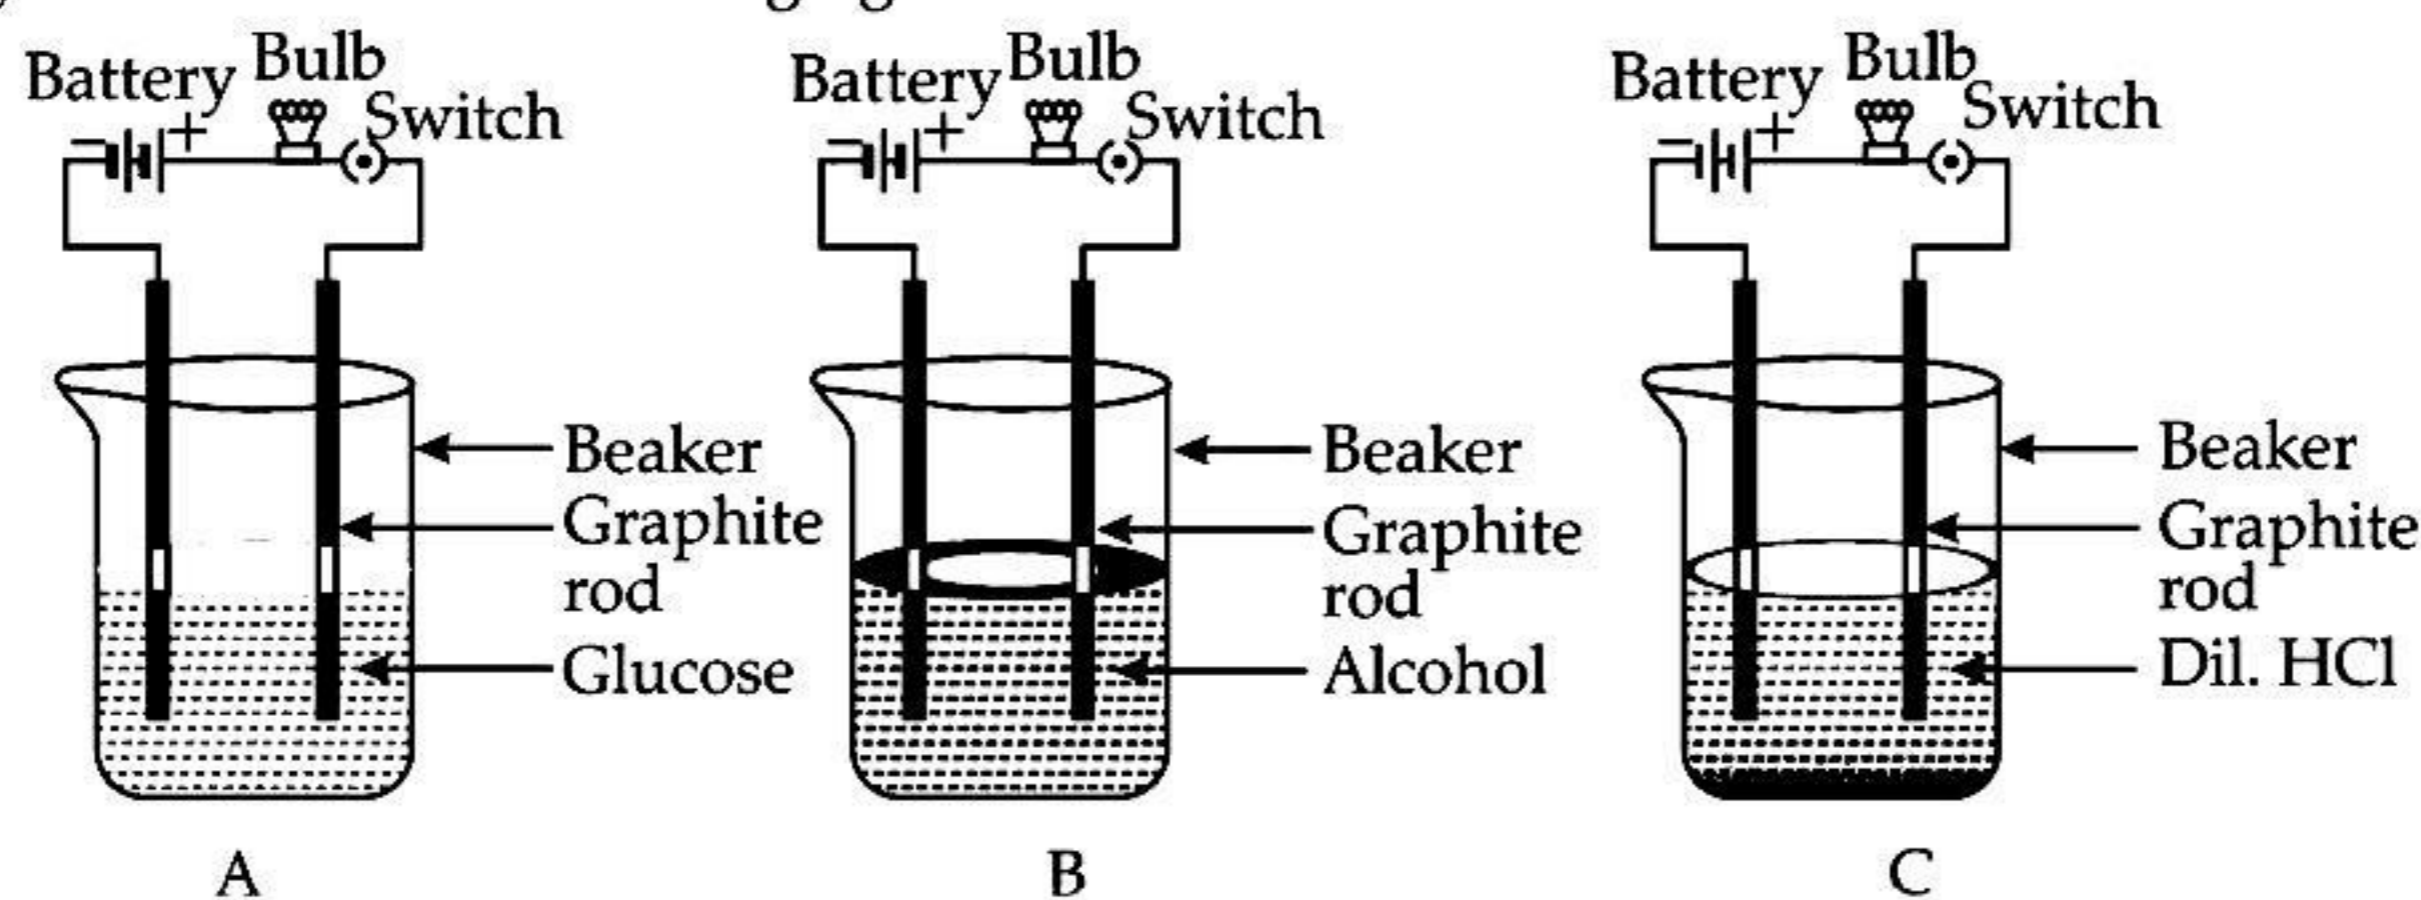 Battery Bulb Switch
− +
Beaker
Graphite
rod
Glucose
A
Battery Bulb Switch
− +
Beaker
Graphite
rod
Alcohol
B
Battery Bulb Switch
− +
Beaker
Graphite
rod
Dil. HCl
C